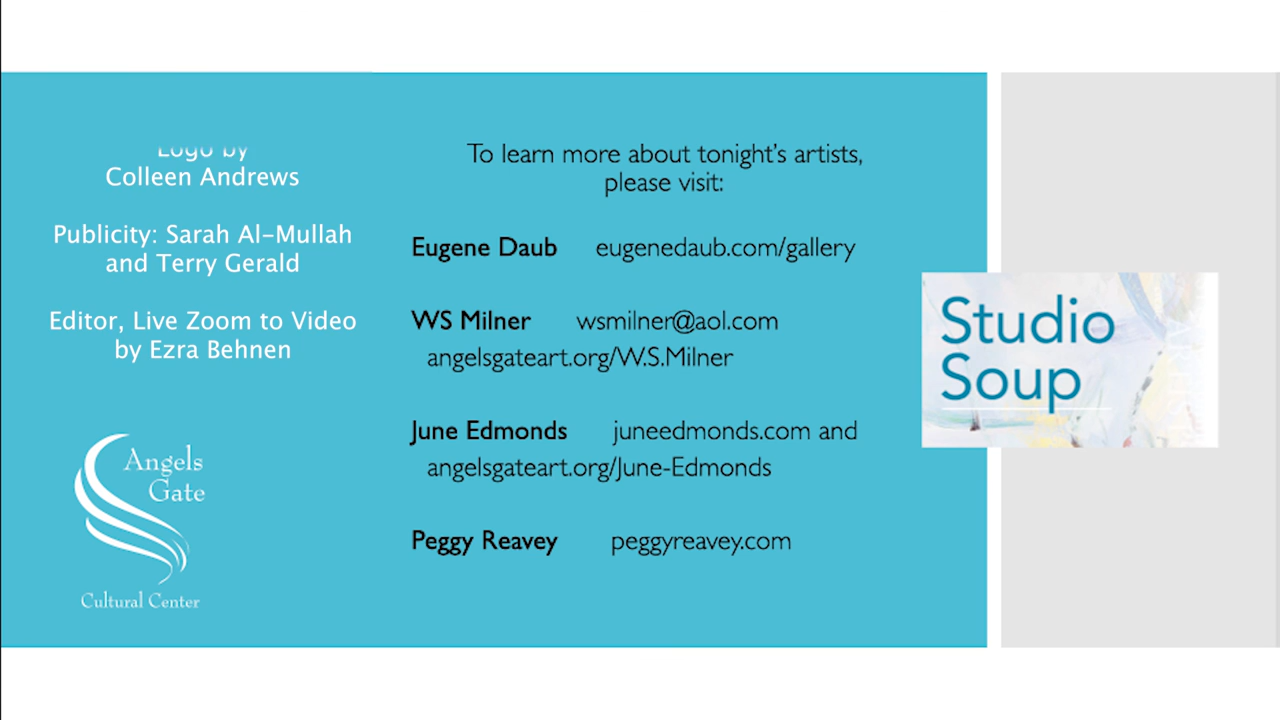 Logo by
Colleen Andrews
Publicity: Sarah Al-Mullah
and Terry Gerald
Editor, Live Zoom to Video
by Ezra Behnen
Angels
Gate
Cultural Center
To learn more about tonight's artists,
please visit:
Eugene Daub eugenedaub.com/gallery
WS Milner wsmilner@aol.com
angelsgateart.org/W.S.Milner
June Edmonds juneedmonds.com and
angelsgateart.org/June-Edmonds
Peggy Reavey peggyreavey.com
Studio
Soup